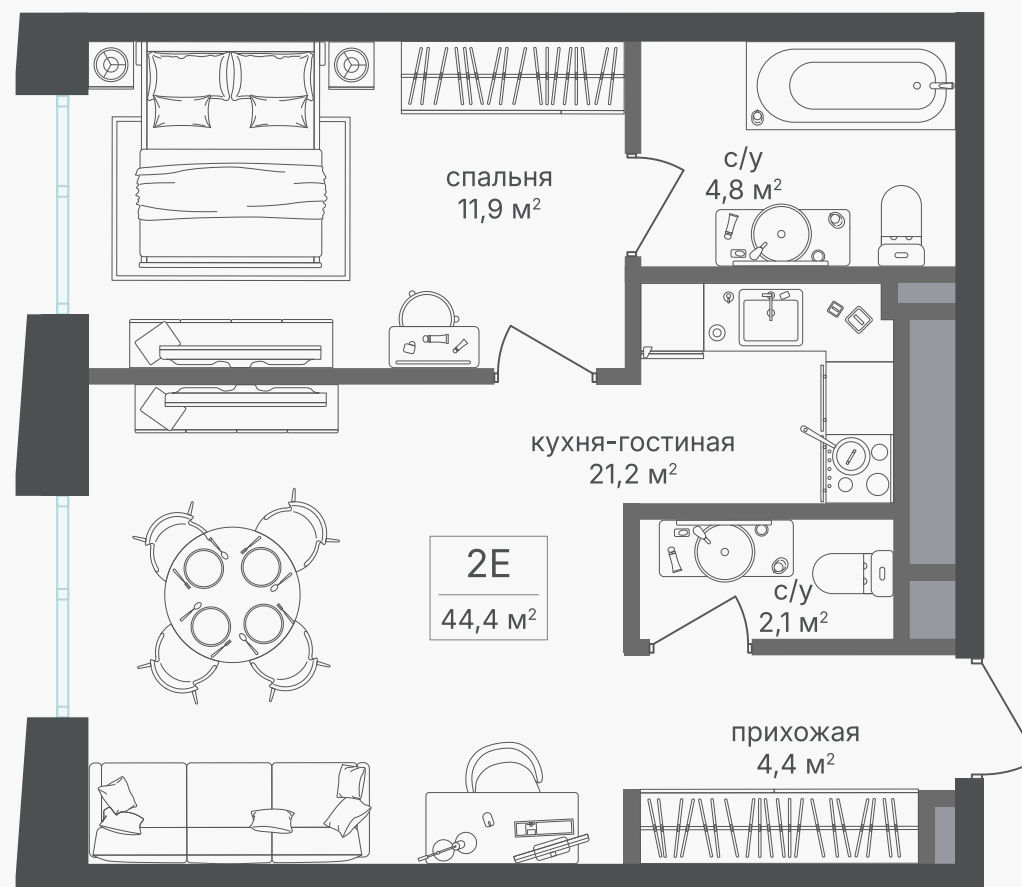 спальня
11,9 м²
с/у
4,8 м²
кухня-гостиная
21,2 м²
2Е
44,4 м²
с/у
2,1 м²
прихожая
4,4 м²